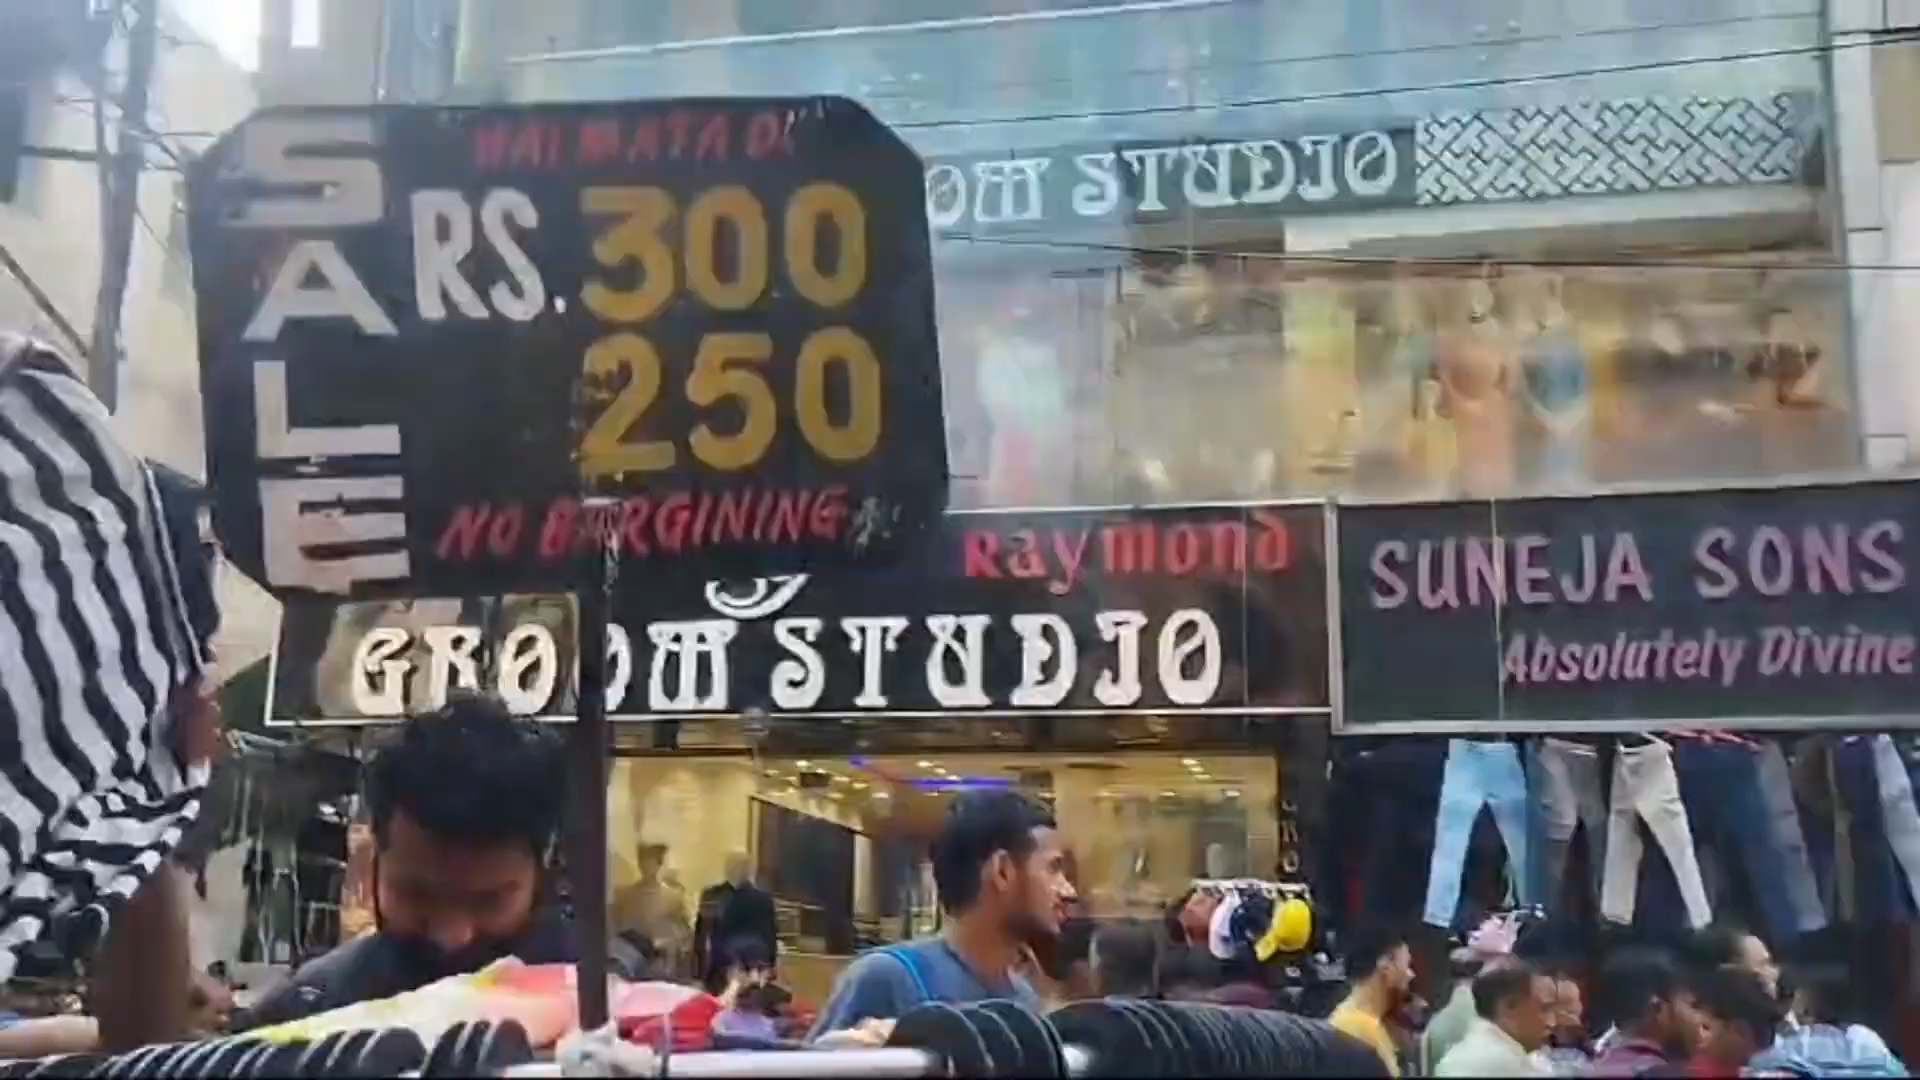 SALE
"JAI MATA DI"
RS. 300
250
NO BARGINING
OOM STUDIO
Raymond
GROOM STUDIO
SUNEJA SONS
Absolutely Divine